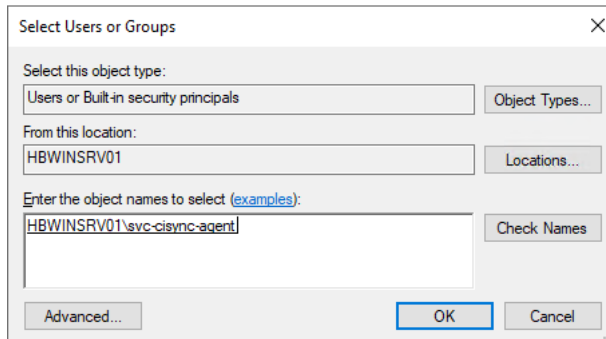 Select Users or Groups
Select this object type:
Users or Built-in security principals
Object Types...
From this location:
HBWINSRV01
Locations...
Enter the object names to select (examples):
HBWINSRV01\svc-cisync-agent
Check Names
Advanced...
OK
Cancel